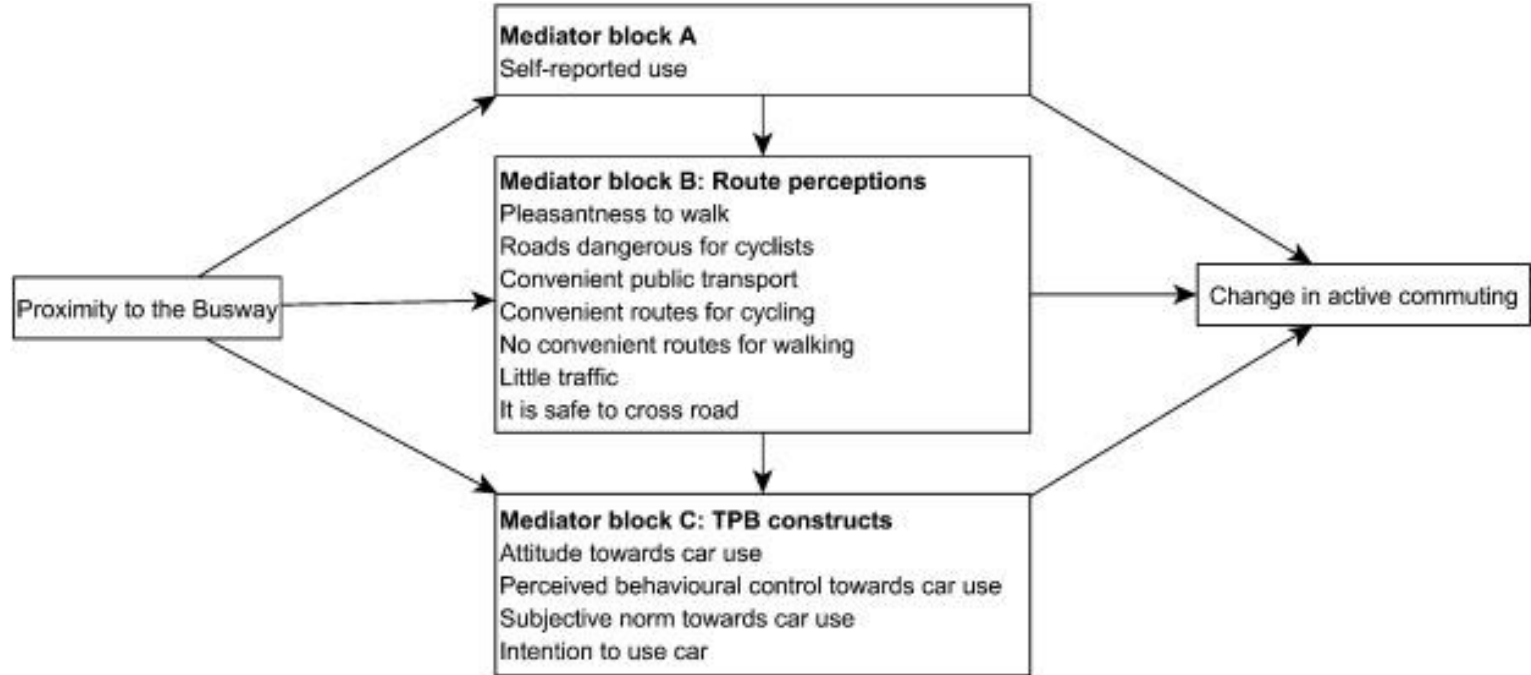 Mediator block A
Self-reported use
Mediator block B: Route perceptions
Pleasantness to walk
Roads dangerous for cyclists
Convenient public transport
Convenient routes for cycling
No convenient routes for walking
Little traffic
It is safe to cross road
Proximity to the Busway
Change in active commuting
Mediator block C: TPB constructs
Attitude towards car use
Perceived behavioural control towards car use
Subjective norm towards car use
Intention to use car